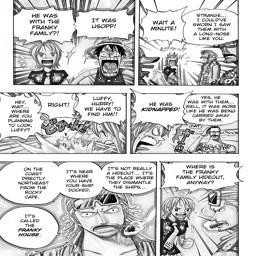 STRANGE...
I COULD'VE
SWORN I SAW
THEM WITH A
LONG-NOSE
LIKE YOU.
WAIT A
MINUTE!
IT WAS
USOPP!!
HE WAS
WITH THE
FRANKY
FAMILY?!
YES, HE WAS
WITH THEM...
WELL, IT WAS
MORE LIKE
HE WAS BEING
CARRIED AWAY
BY THEM.
HE WAS
KIDNAPPED!
LUFFY,
HURRY! WE
HAVE TO
FIND HIM!!
RIGHT!
HEY,
WAIT...
WHERE ARE
YOU
PLANNING
LUFFY?
WHERE IS
THE FRANKY
FAMILY
HIDEOUT,
ANYWAY?
IT'S NOT REALLY
A HIDEOUT... IT'S
THE PLACE WHERE
THEY DISMANTLE
THE SHIPS...
IT'S NEAR
WHERE
YOU HAVE
YOUR SHIP
DOCKED.
ON THE
COAST
DIRECTLY
NORTHEAST
FROM THE
ROCKY
CAPE.
IT'S
CALLED
THE
FRANKY
HOUSE.